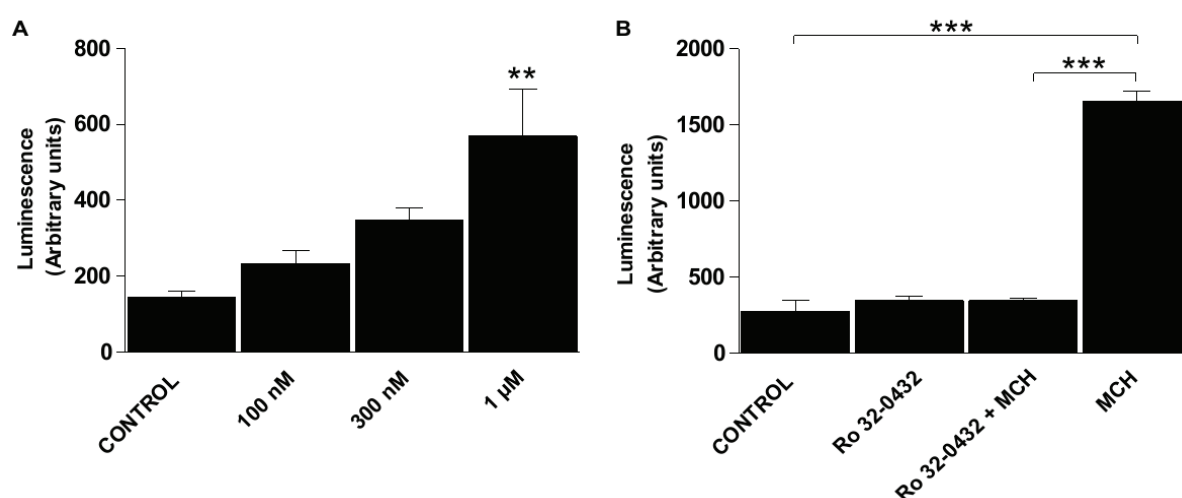 A
Luminescence
(Arbitrary units)
800
600
400
200
0
**
CONTROL
100 nM
300 nM
1 µM
B
Luminescence
(Arbitrary units)
2000
1500
1000
500
0
***
***
CONTROL
Ro 32-0432
Ro 32-0432 + MCH
MCH